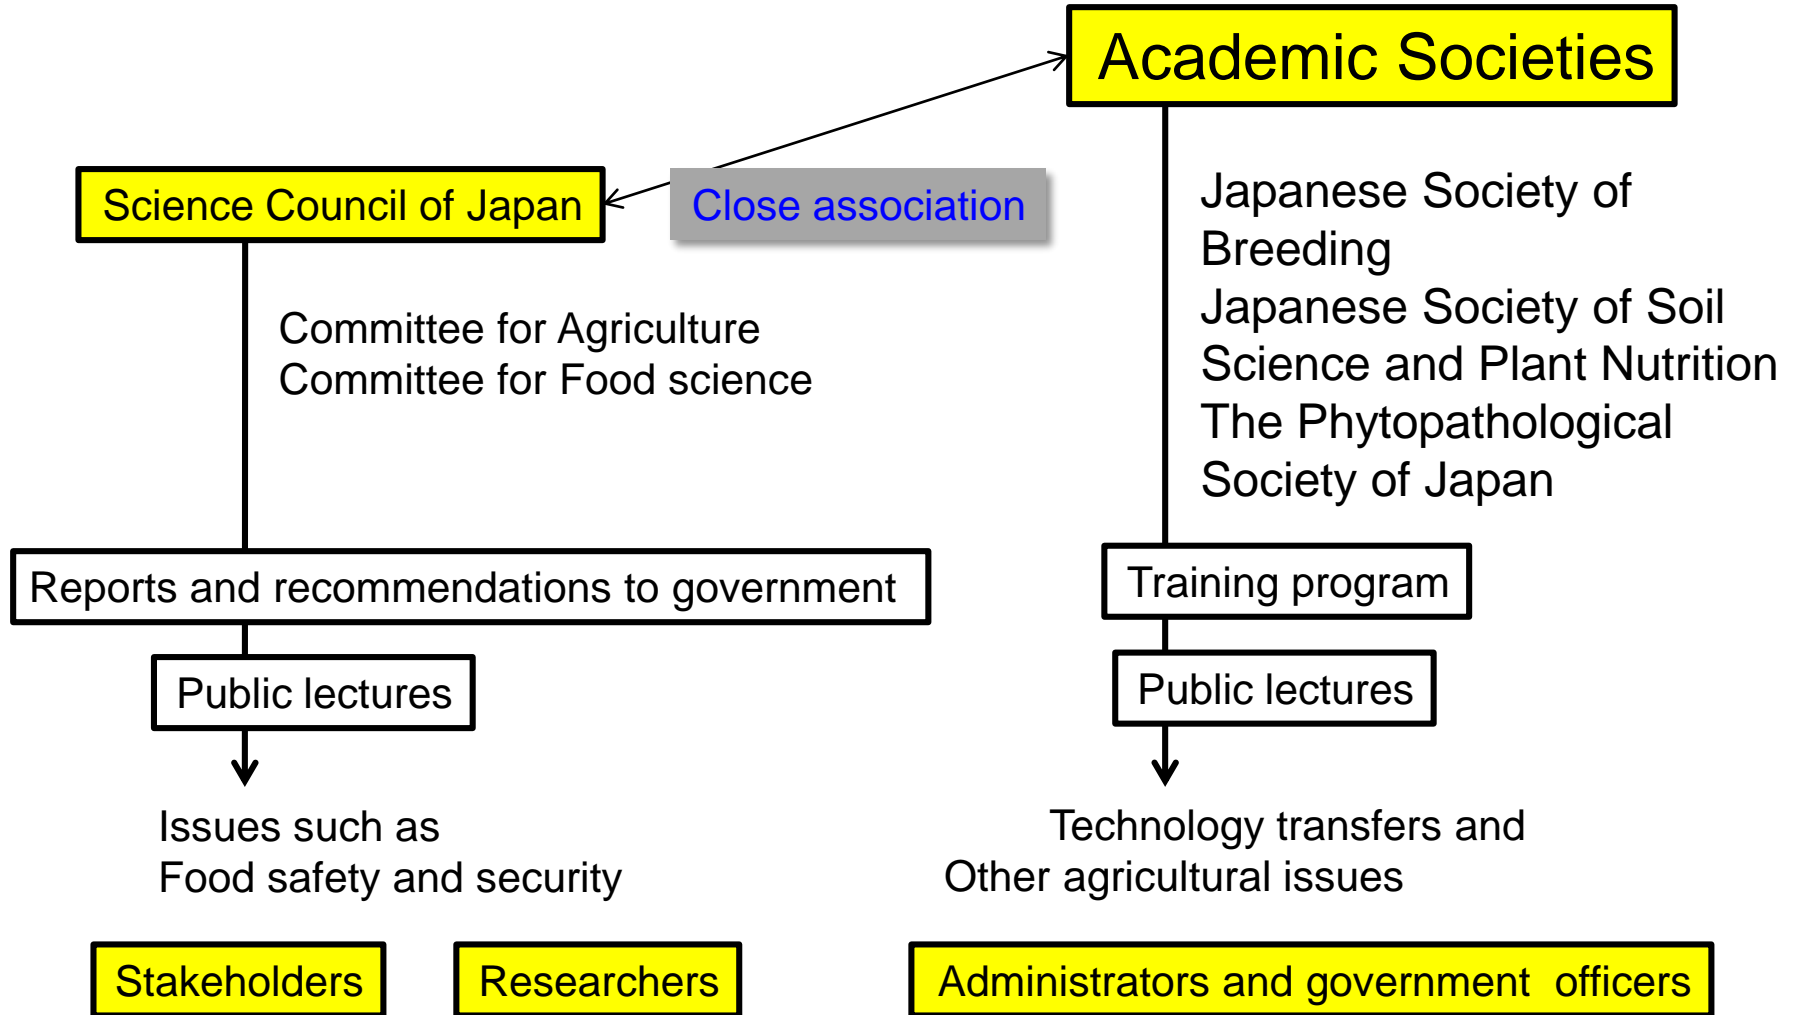 Academic Societies
Science Council of Japan
Close association
Japanese Society of
Breeding
Japanese Society of Soil
Science and Plant Nutrition
The Phytopathological
Society of Japan
Committee for Agriculture
Committee for Food science
Reports and recommendations to government
Training program
Public lectures
Public lectures
Issues such as
Food safety and security
Technology transfers and
Other agricultural issues
Stakeholders
Researchers
Administrators and government officers